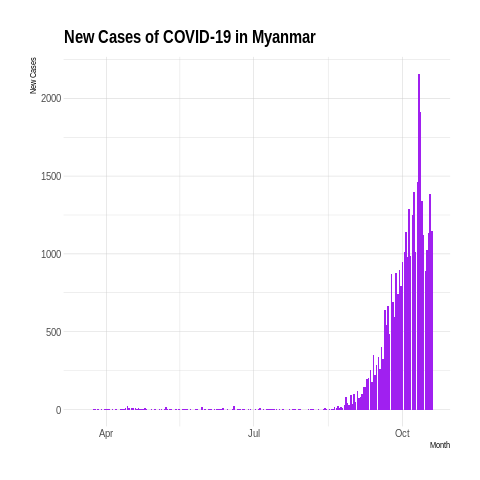 New Cases of COVID-19 in Myanmar
New Cases
2000
1500
1000
500
0
Apr
Jul
Oct
Month